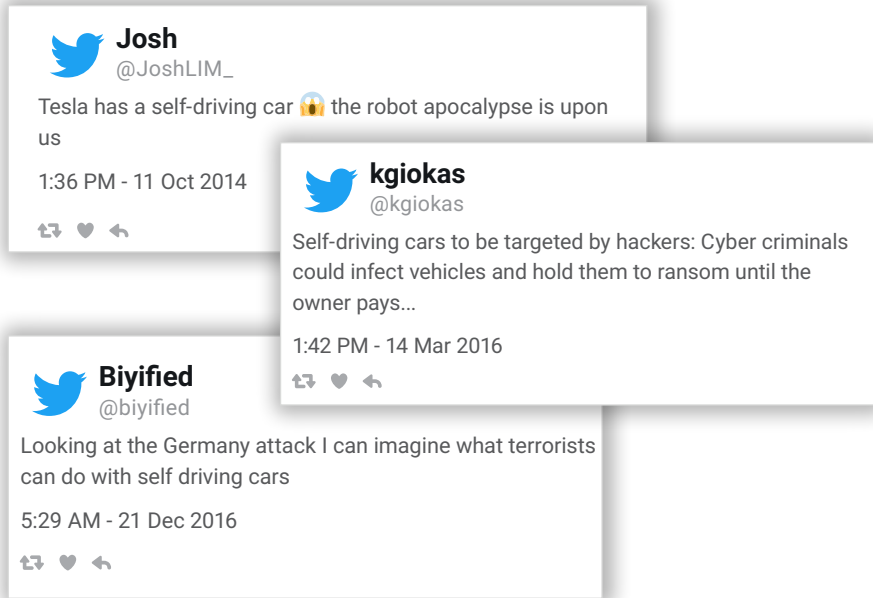 Josh
@JoshLIM_
Tesla has a self-driving car 😱 the robot apocalypse is upon
us
1:36 PM - 11 Oct 2014
kgiokas
@kgiokas
Self-driving cars to be targeted by hackers: Cyber criminals
could infect vehicles and hold them to ransom until the
owner pays...
1:42 PM - 14 Mar 2016
Biyified
@biyified
Looking at the Germany attack I can imagine what terrorists
can do with self driving cars
5:29 AM - 21 Dec 2016